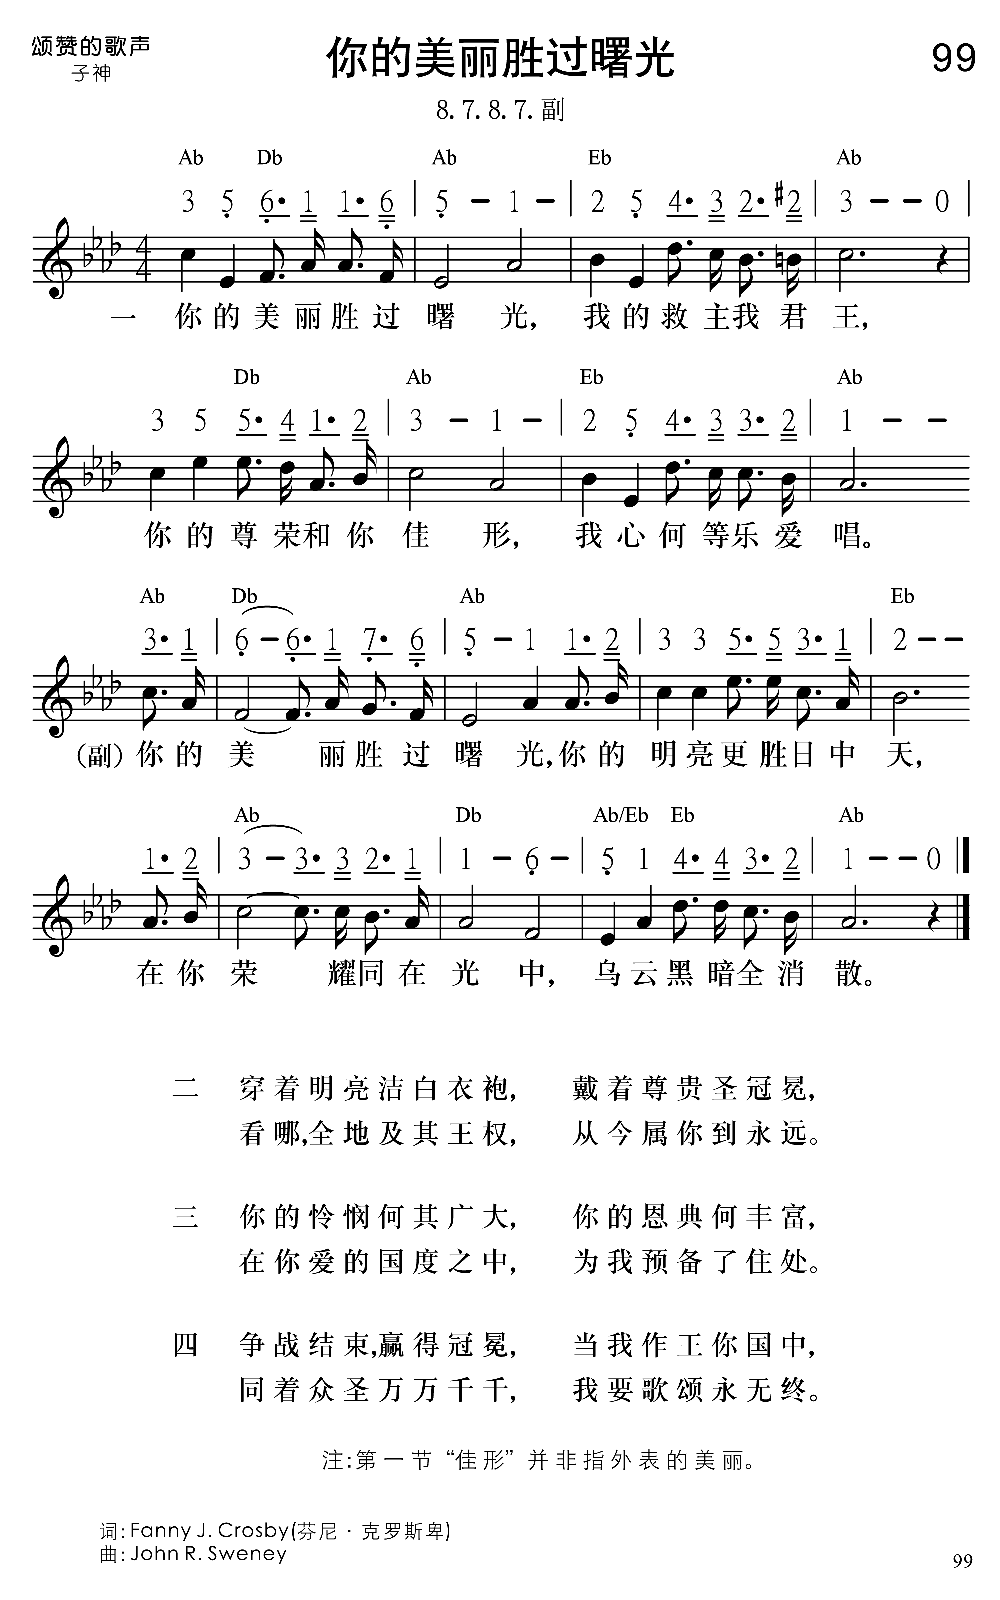 颂赞的歌声
子神
你的美丽胜过曙光
99
8. 7. 8. 7. 副
Ab Db Ab Eb Ab
3 5 6· 1 1· 6 | 5 - 1 - | 2 5 4· 3 2· #2 | 3 - - 0 |
4
4
一 你的美丽胜过曙光，我的救主我君王，
Db Ab Eb Ab
3 5 5· 4 1· 2 | 3 - 1 - | 2 5 4· 3 3· 2 | 1 - -
你的尊荣和你佳形，我心何等乐爱唱。
Ab Db Ab Eb
3· 1 | 6 - 6· 1 7· 6 | 5 - 1 1· 2 | 3 3 5· 5 3· 1 | 2 - -
(副) 你的美丽胜过曙光,你的明亮更胜日中天，
Ab Db Ab/Eb Eb Ab
1· 2 | 3 - 3· 3 2· 1 | 1 - 6 - | 5 1 4· 4 3· 2 | 1 - - 0
在你荣耀同在光中，乌云黑暗全消散。
二 穿着明亮洁白衣袍， 戴着尊贵圣冠冕，
看哪,全地及其王权， 从今属你到永远。
三 你的怜悯何其广大， 你的恩典何丰富，
在你爱的国度之中， 为我预备了住处。
四 争战结束,赢得冠冕， 当我作王你国中，
同着众圣万万千千， 我要歌颂永无终。
注:第一节“佳形”并非指外表的美丽。
词: Fanny J. Crosby(芬尼 · 克罗斯卑)
曲: John R. Sweney
99